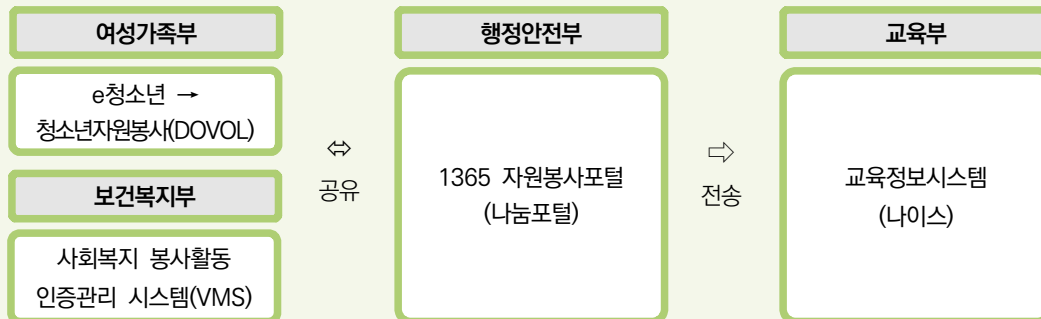 여성가족부
e청소년 →
청소년자원봉사(DOVOL)
보건복지부
사회복지 봉사활동
인증관리 시스템(VMS)
⇔
공유
행정안전부
1365 자원봉사포털
(나눔포털)
⇨
전송
교육부
교육정보시스템
(나이스)